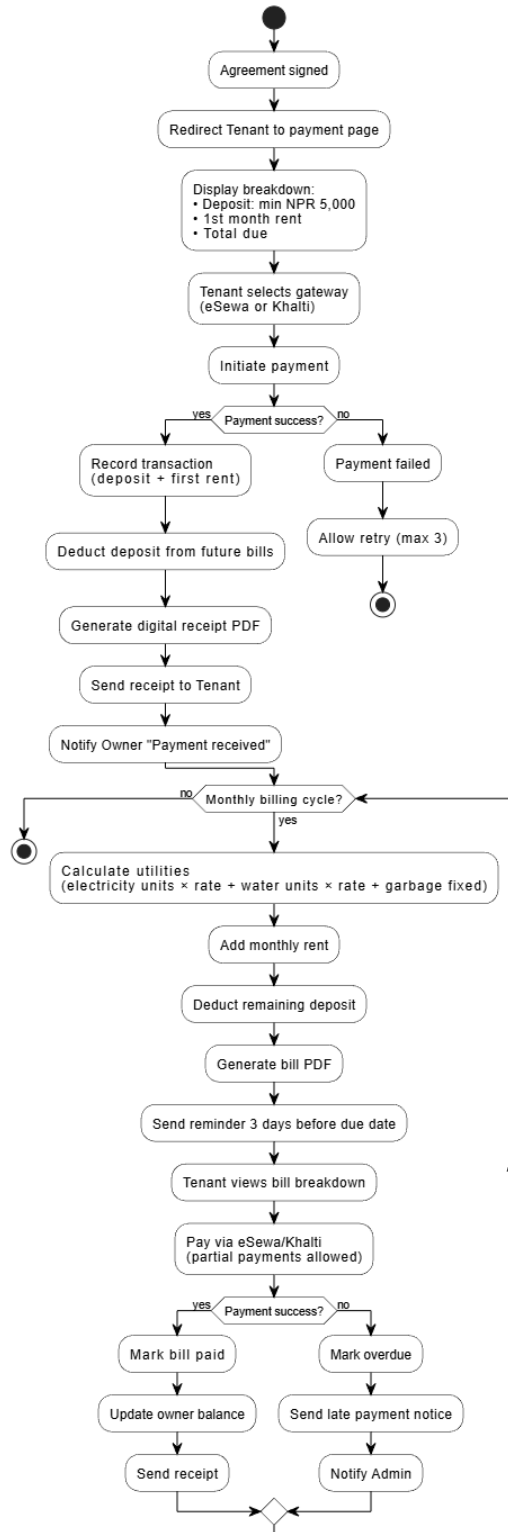 Agreement signed
Redirect Tenant to payment page
Display breakdown:
• Deposit: min NPR 5,000
• 1st month rent
• Total due
Tenant selects gateway
(eSewa or Khalti)
Initiate payment
yes
Payment success?
no
Record transaction
(deposit + first rent)
Payment failed
Deduct deposit from future bills
Allow retry (max 3)
Generate digital receipt PDF
Send receipt to Tenant
Notify Owner "Payment received"
no
Monthly billing cycle?
yes
Calculate utilities
(electricity units × rate + water units × rate + garbage fixed)
Add monthly rent
Deduct remaining deposit
Generate bill PDF
Send reminder 3 days before due date
Tenant views bill breakdown
Pay via eSewa/Khalti
(partial payments allowed)
yes
Payment success?
no
Mark bill paid
Mark overdue
Update owner balance
Send late payment notice
Send receipt
Notify Admin